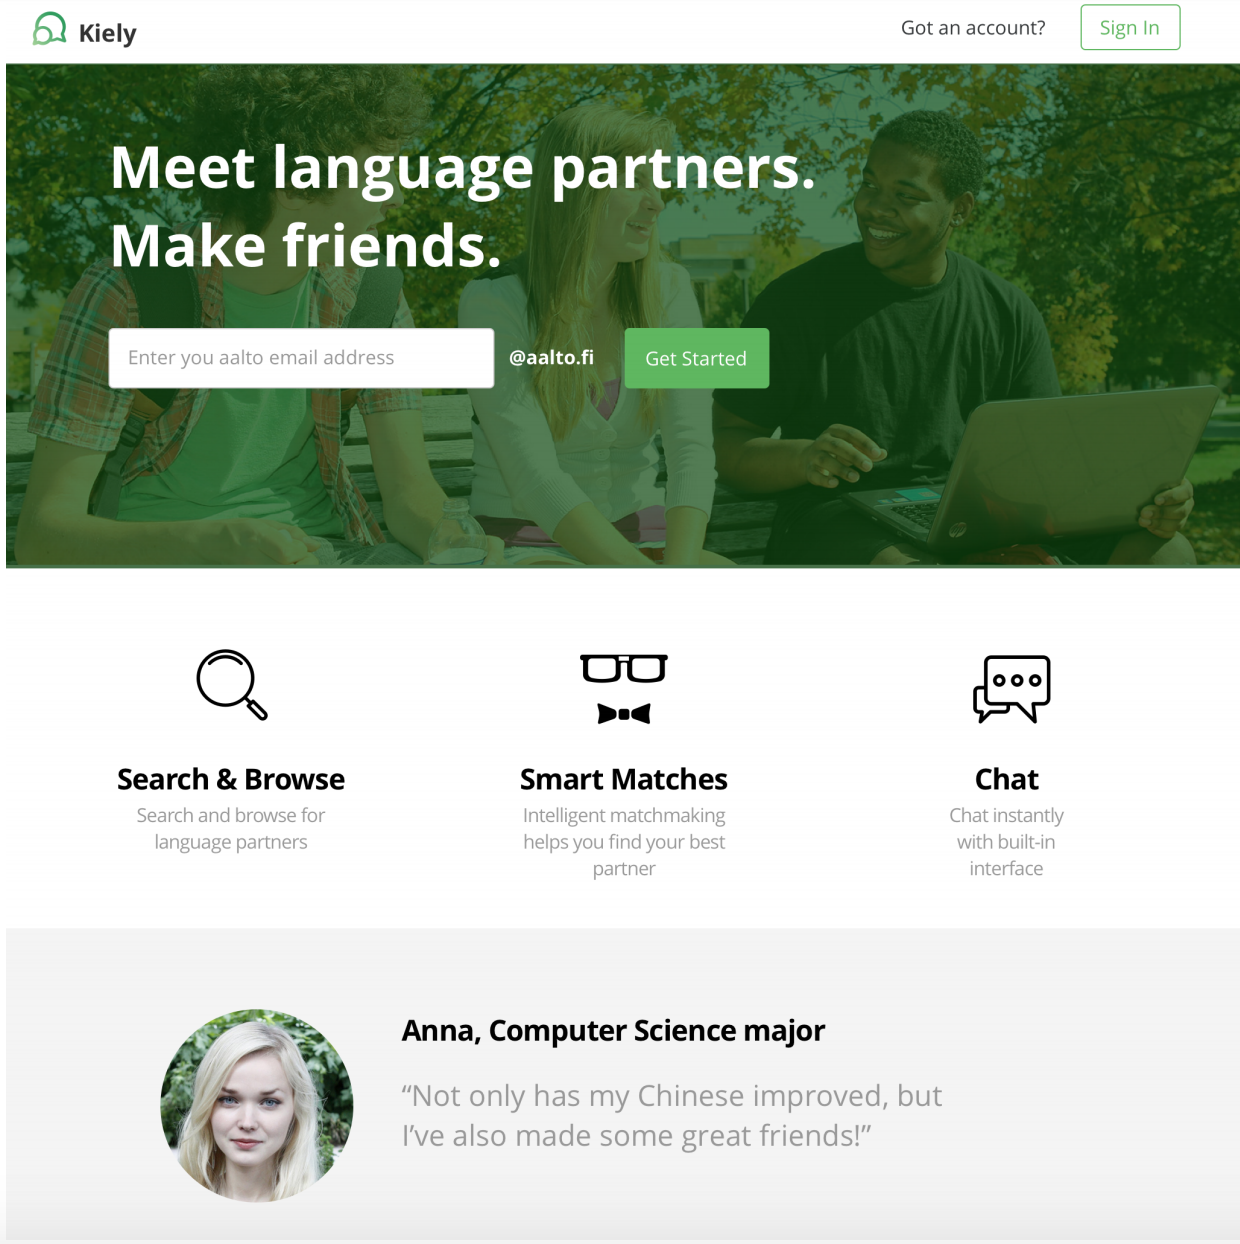 Kiely
Got an account?
Sign In
Meet language partners.
Make friends.
Enter you aalto email address
@aalto.fi
Get Started
Search & Browse
Search and browse for
language partners
Smart Matches
Intelligent matchmaking
helps you find your best
partner
Chat
Chat instantly
with built-in
interface
Anna, Computer Science major
“Not only has my Chinese improved, but
I’ve also made some great friends!”